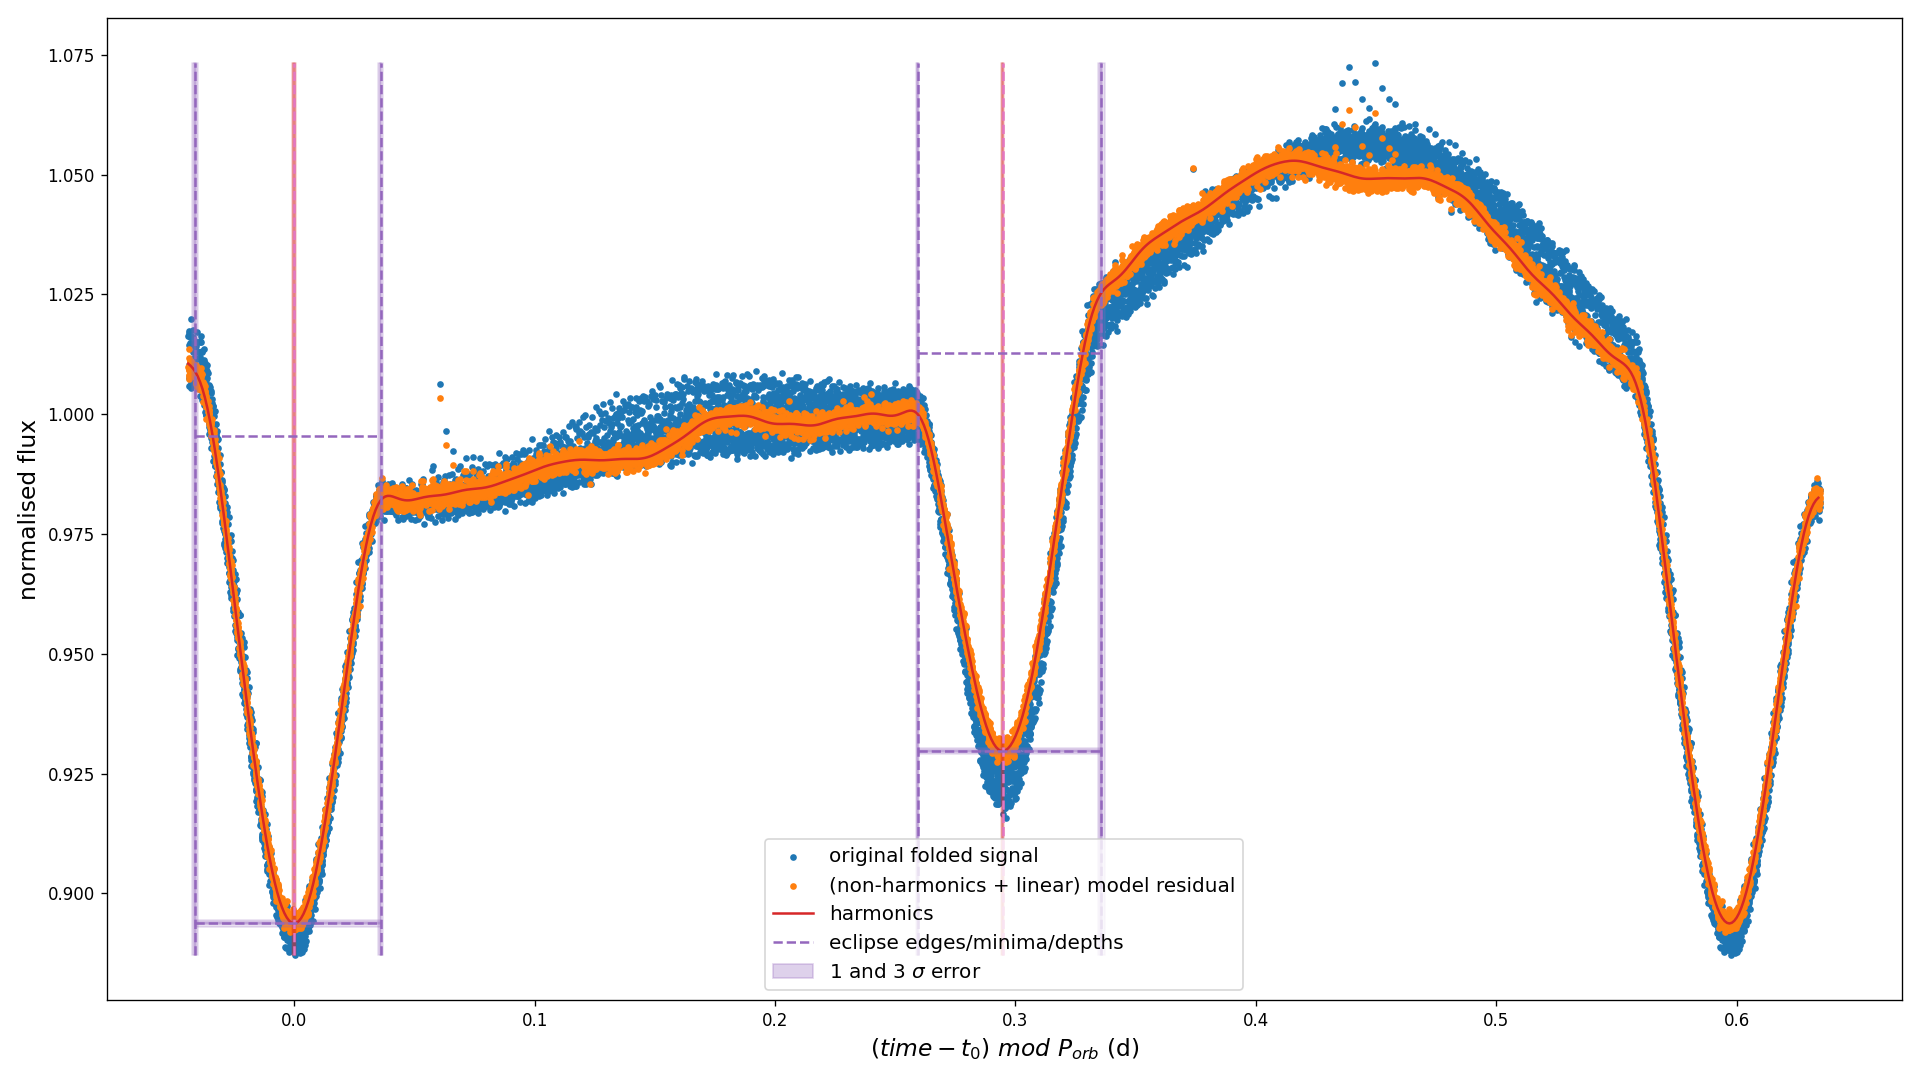 normalised flux
1.075
1.050
1.025
1.000
0.975
0.950
0.925
0.900
original folded signal
(non-harmonics + linear) model residual
harmonics
eclipse edges/minima/depths
1 and 3 σ error
0.0 0.1 0.2 0.3 0.4 0.5 0.6
(time − t₀) mod P_orb (d)